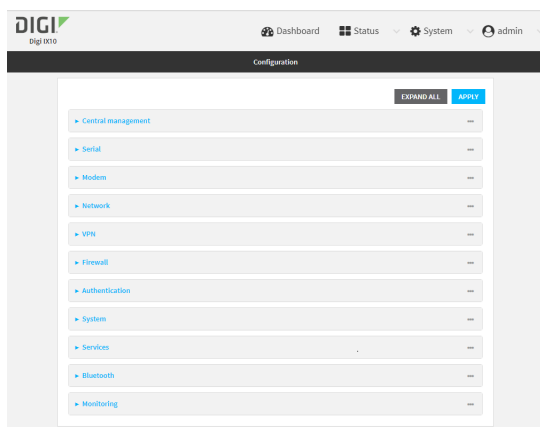 DIGI
Digi IX10
Dashboard Status System admin
Configuration
EXPAND ALL APPLY
Central management
Serial
Modem
Network
VPN
Firewall
Authentication
System
Services
Bluetooth
Monitoring